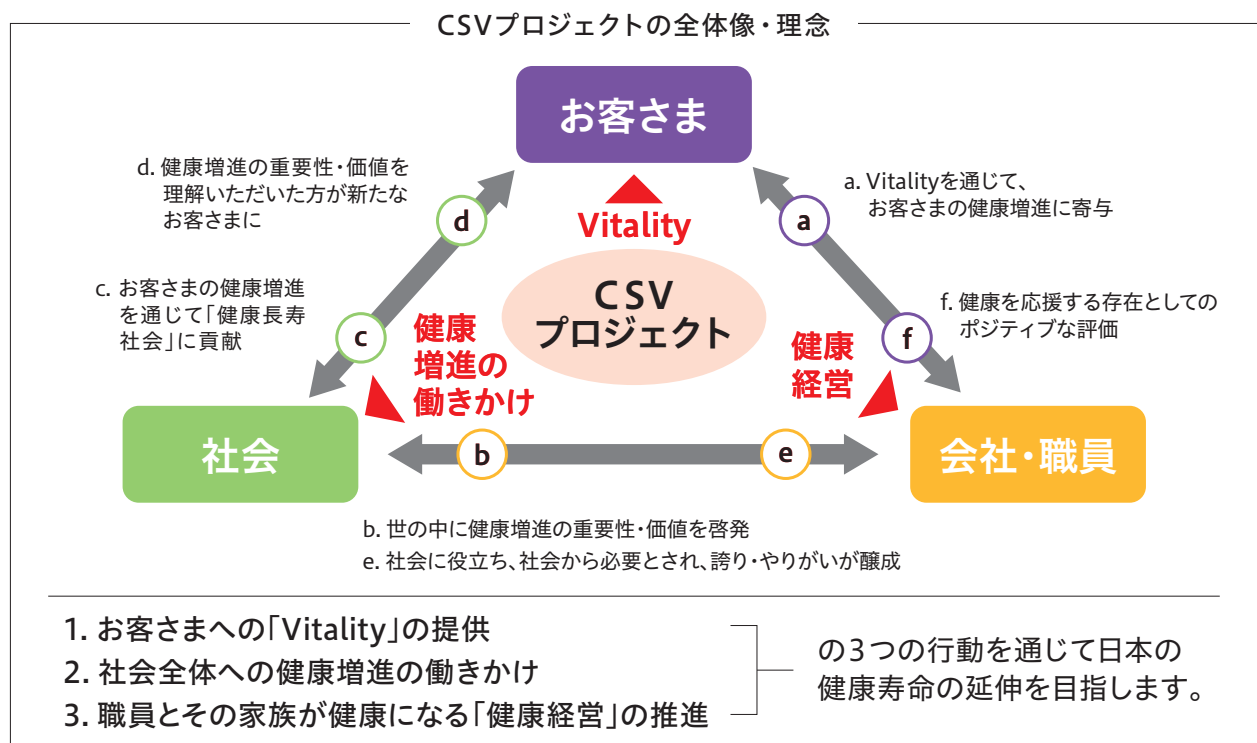 CSVプロジェクトの全体像・理念
お客さま
d. 健康増進の重要性・価値を
理解いただいた方が新たな
お客さまに
a. Vitalityを通じて、
お客さまの健康増進に寄与
d
a
Vitality
CSV
プロジェクト
c. お客さまの健康増進
を通じて「健康長寿
社会」に貢献
f. 健康を応援する存在としての
ポジティブな評価
c
f
健康
増進の
働きかけ
健康
経営
社会
b
e
会社・職員
b. 世の中に健康増進の重要性・価値を啓発
e. 社会に役立ち、社会から必要とされ、誇り・やりがいが醸成
1. お客さまへの「Vitality」の提供
2. 社会全体への健康増進の働きかけ
3. 職員とその家族が健康になる「健康経営」の推進
の3つの行動を通じて日本の
健康寿命の延伸を目指します。